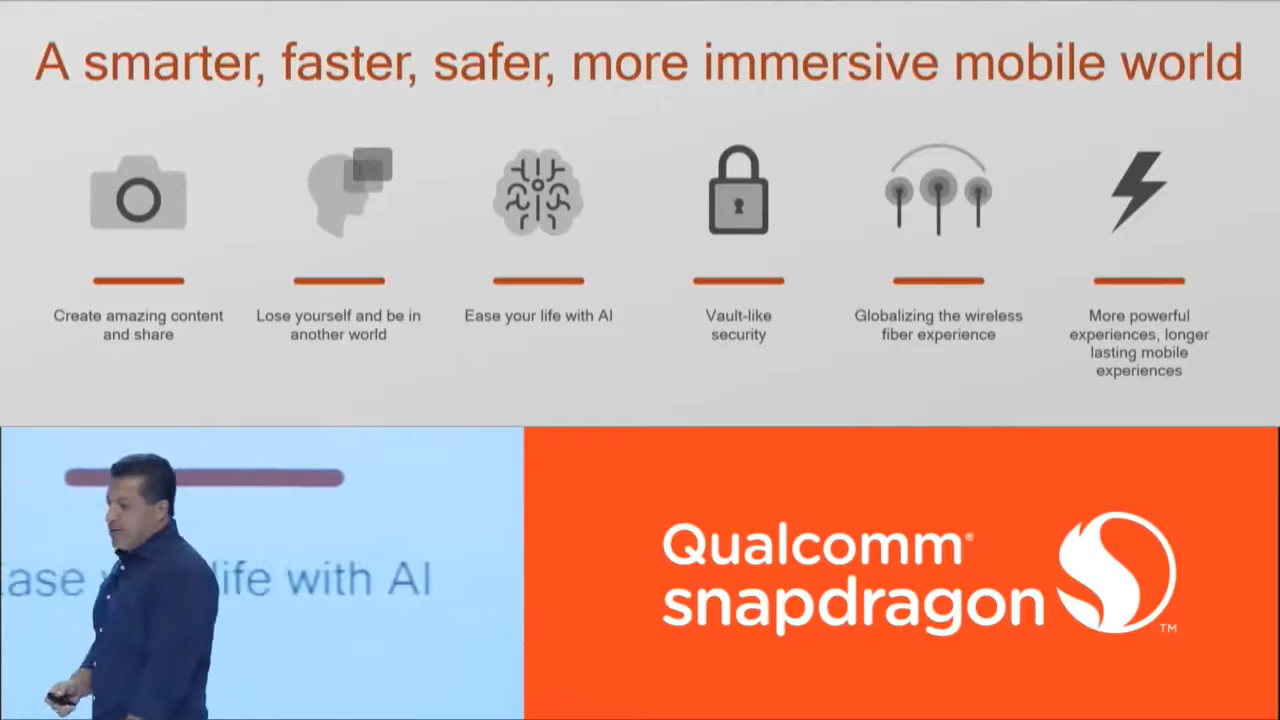 A smarter, faster, safer, more immersive mobile world
Create amazing content
and share
Lose yourself and be in
another world
Ease your life with AI
Vault-like
security
Globalizing the wireless
fiber experience
More powerful
experiences, longer
lasting mobile
experiences
Ease life with AI
Qualcomm®
snapdragon™